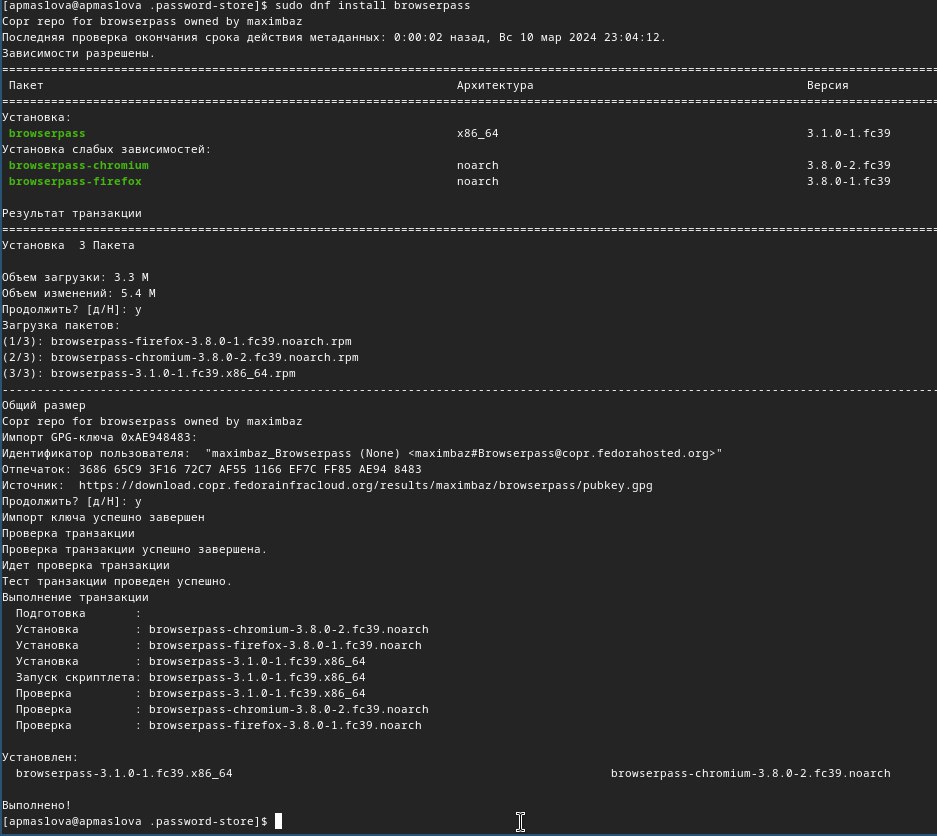 [apmaslova@apmaslova .password-store]$ sudo dnf install browserpass
Copr repo for browserpass owned by maximbaz
Последняя проверка окончания срока действия метаданных: 0:00:02 назад, Вс 10 мар 2024 23:04:12.
Зависимости разрешены.
================================================================================
Пакет Архитектура Версия
================================================================================
Установка:
browserpass x86_64 3.1.0-1.fc39
Установка слабых зависимостей:
browserpass-chromium noarch 3.8.0-2.fc39
browserpass-firefox noarch 3.8.0-1.fc39
Результат транзакции
================================================================================
Установка  3 Пакета
Объем загрузки: 3.3 M
Объем изменений: 5.4 M
Продолжить? [д/Н]: y
Загрузка пакетов:
(1/3): browserpass-firefox-3.8.0-1.fc39.noarch.rpm
(2/3): browserpass-chromium-3.8.0-2.fc39.noarch.rpm
(3/3): browserpass-3.1.0-1.fc39.x86_64.rpm
--------------------------------------------------------------------------------
Общий размер
Copr repo for browserpass owned by maximbaz
Импорт GPG-ключа 0xAE948483:
Идентификатор пользователя:  "maximbaz_Browserpass (None) <maximbaz#Browserpass@copr.fedorahosted.org>"
Отпечаток: 3686 65C9 3F16 72C7 AF55 1166 EF7C FF85 AE94 8483
Источник:  https://download.copr.fedorainfracloud.org/results/maximbaz/browserpass/pubkey.gpg
Продолжить? [д/Н]: y
Импорт ключа успешно завершен
Проверка транзакции
Проверка транзакции успешно завершена.
Идет проверка транзакции
Тест транзакции проведен успешно.
Выполнение транзакции
Подготовка       :
Установка        : browserpass-chromium-3.8.0-2.fc39.noarch
Установка        : browserpass-firefox-3.8.0-1.fc39.noarch
Установка        : browserpass-3.1.0-1.fc39.x86_64
Запуск скриптлета: browserpass-3.1.0-1.fc39.x86_64
Проверка         : browserpass-3.1.0-1.fc39.x86_64
Проверка         : browserpass-chromium-3.8.0-2.fc39.noarch
Проверка         : browserpass-firefox-3.8.0-1.fc39.noarch
Установлен:
browserpass-3.1.0-1.fc39.x86_64 browserpass-chromium-3.8.0-2.fc39.noarch
Выполнено!
[apmaslova@apmaslova .password-store]$